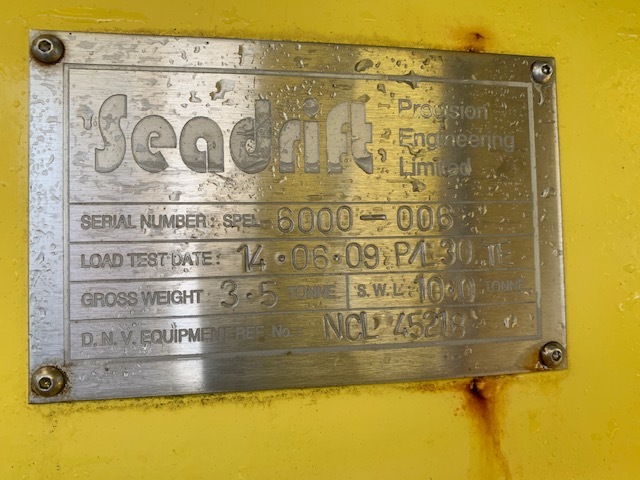 Seadrift
Precision
Engineering
Limited
SERIAL NUMBER: SPEL- 6000-006
LOAD TEST DATE: 14·06·09 P/L 30 TE
GROSS WEIGHT 3·5 TONNE S.W.L. 10·0 TONNE
D.N.V. EQUIPMENT REF No. NCL 45218